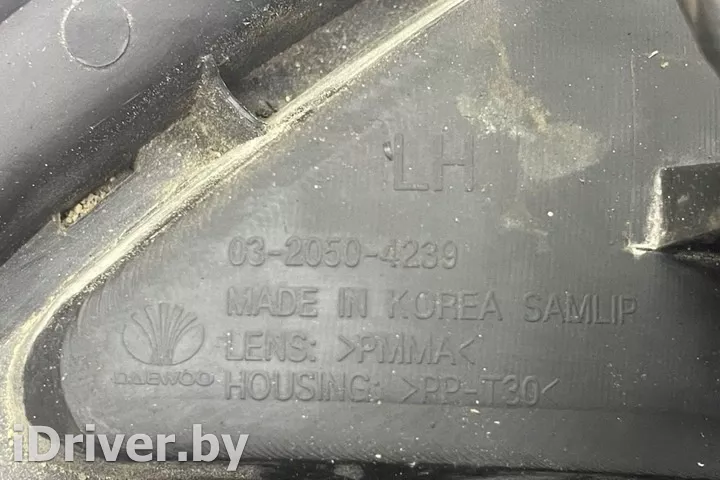 LH
03-2050-4239
MADE IN KOREA SAMLIP
LENS: >PMMA<
DAEWOO
HOUSING: >PP-T30<
iDriver.by